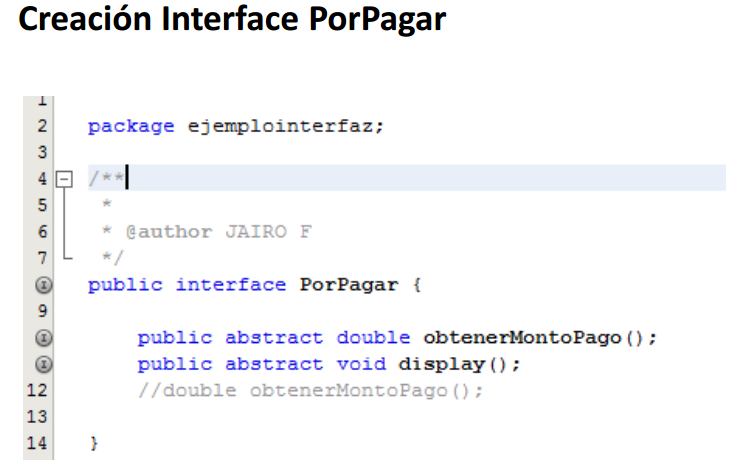 Creación Interface PorPagar
1
2 package ejemplointerfaz;
3
4 /**
5 *
6 * @author JAIRO F
7 */
public interface PorPagar {
9
public abstract double obtenerMontoPago();
public abstract void display();
12 //double obtenerMontoPago();
13
14 }